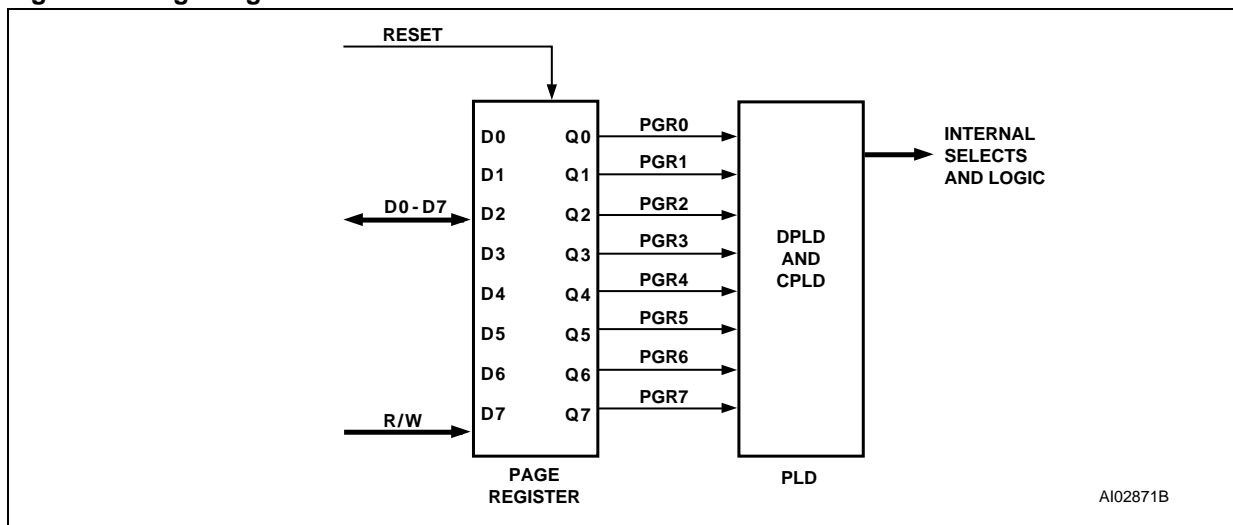 RESET
D0 Q0 PGR0
D1 Q1 PGR1
D0-D7 D2 Q2 PGR2
D3 Q3 PGR3
D4 Q4 PGR4
D5 Q5 PGR5
D6 Q6 PGR6
R/W D7 Q7 PGR7
DPLD
AND
CPLD
INTERNAL
SELECTS
AND LOGIC
PAGE
REGISTER
PLD
AI02871B